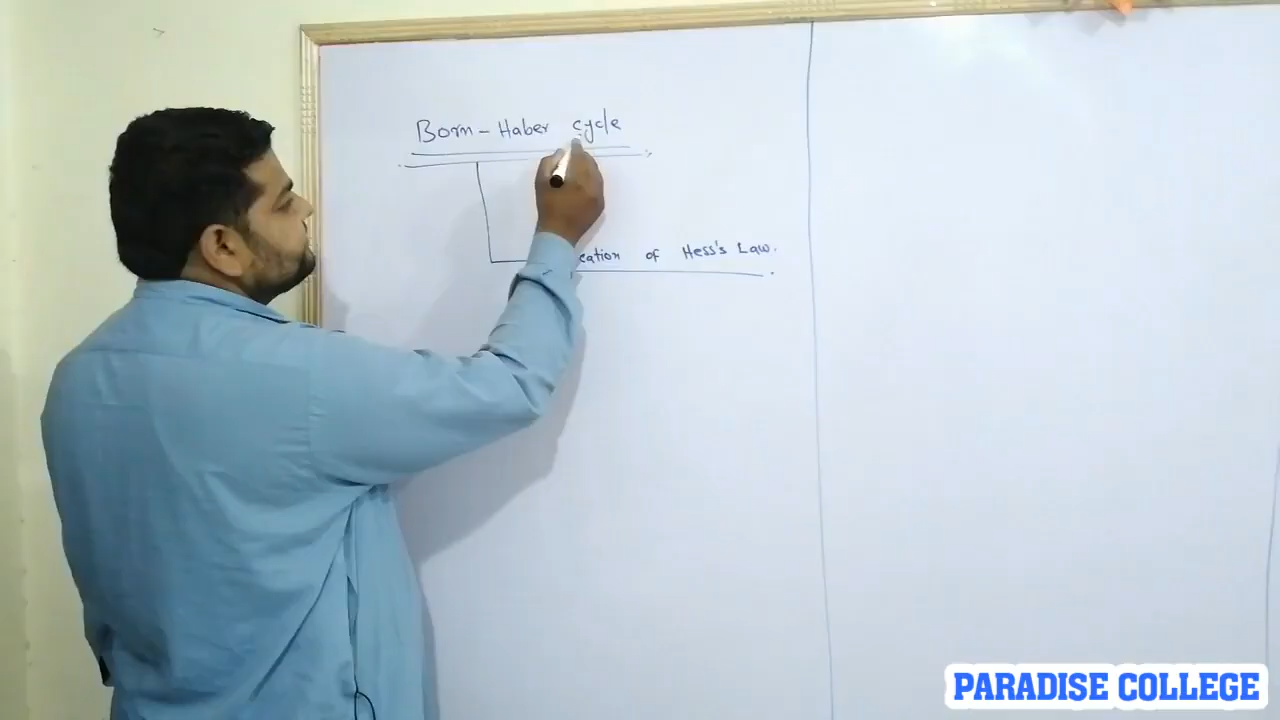 Born - Haber cycle
cation of Hess's Law.
PARADISE COLLEGE